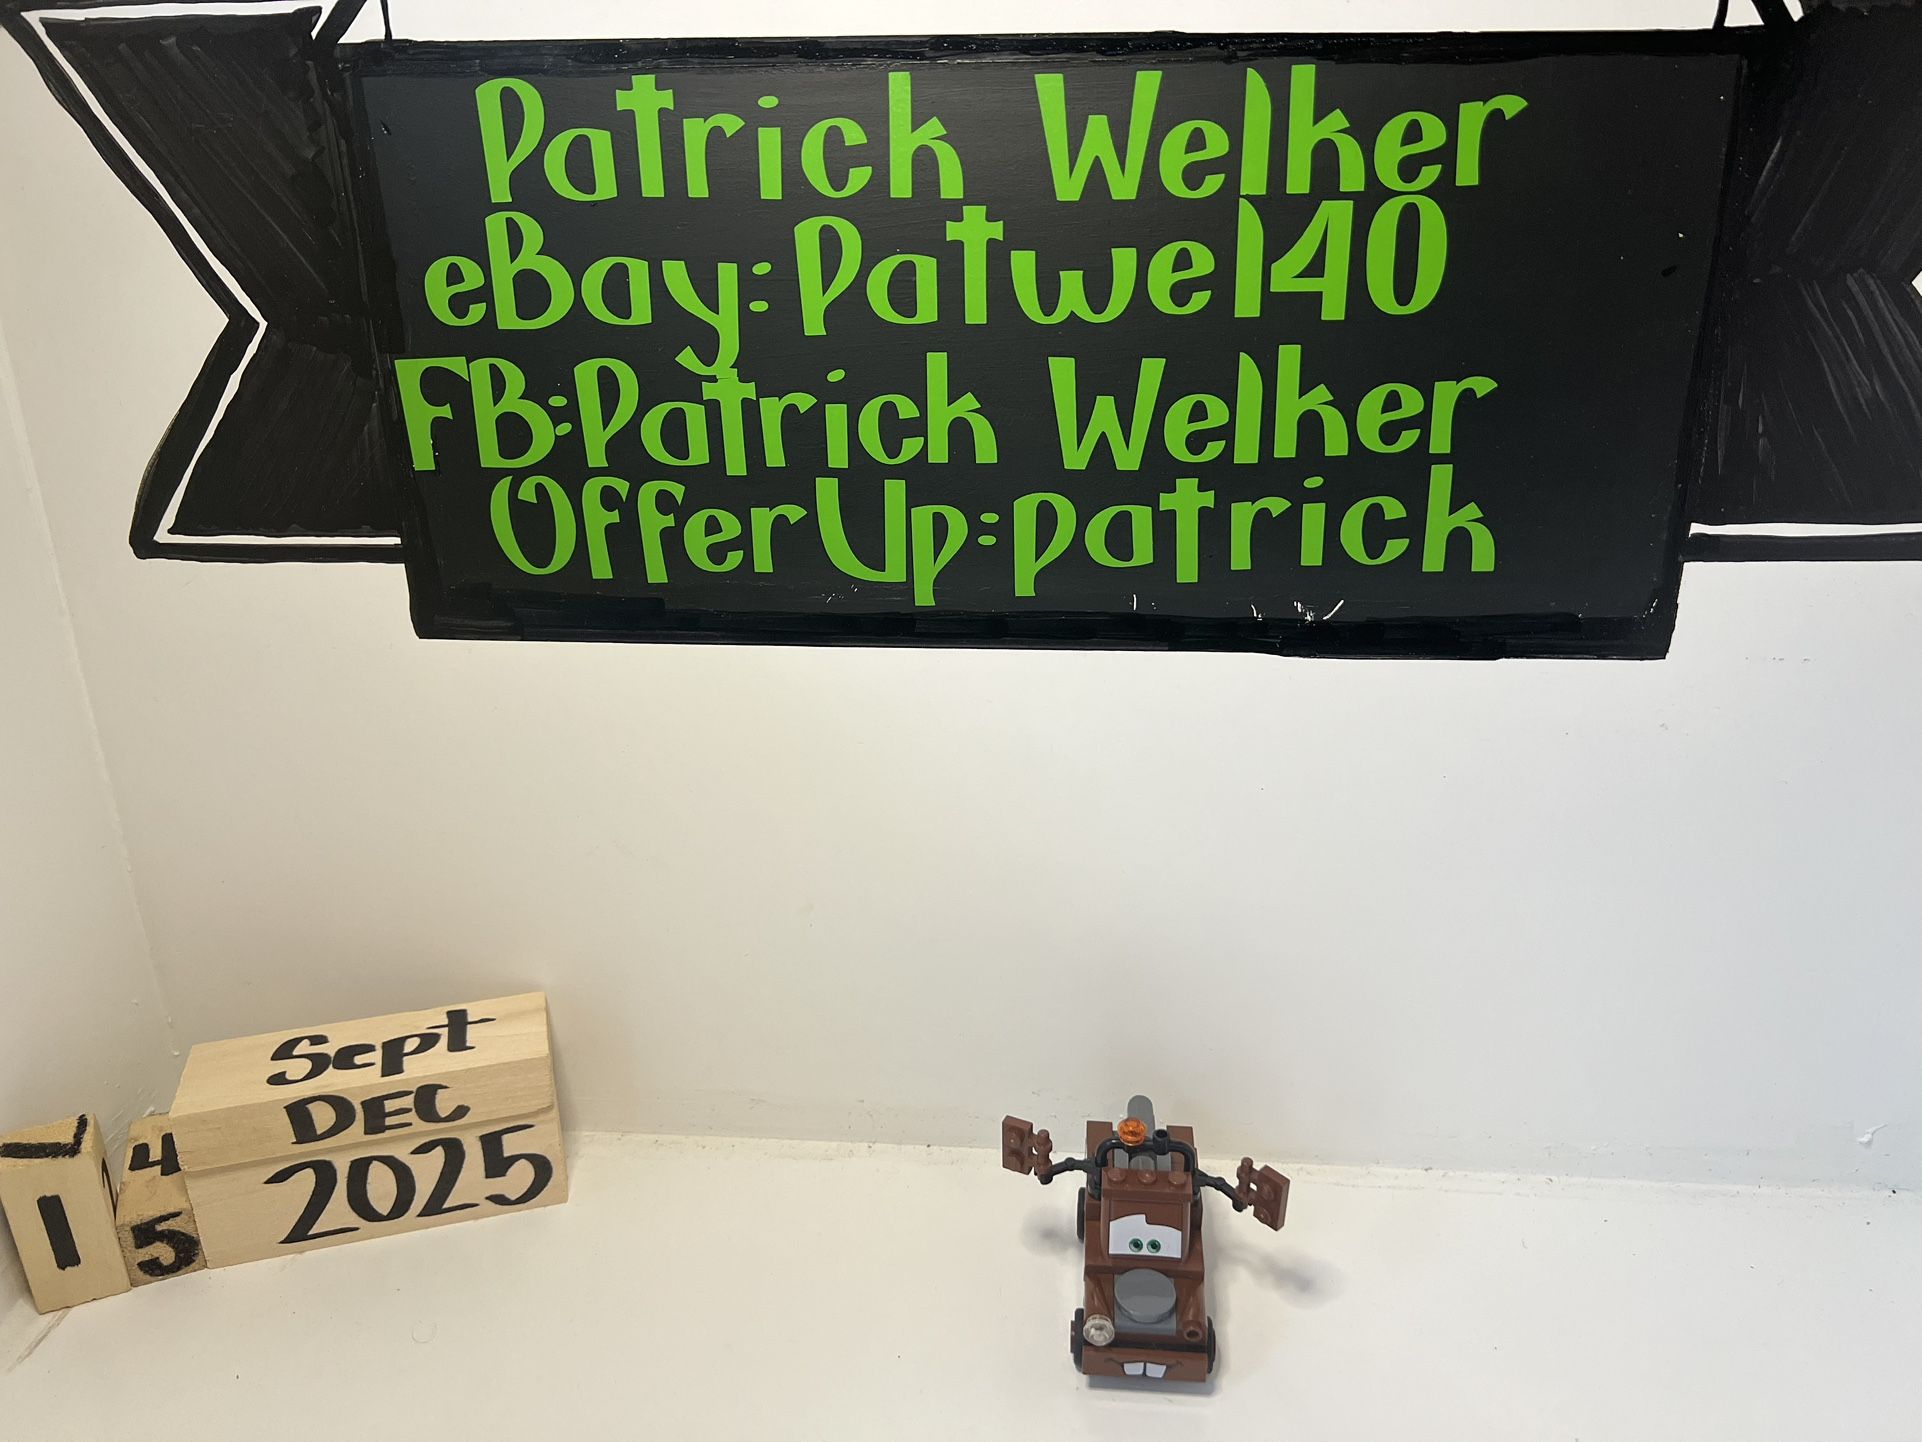 Patrick Welker
eBay:Patwel40
FB:Patrick Welker
OfferUp:patrick
Sept
DEC
2025
4
1
5